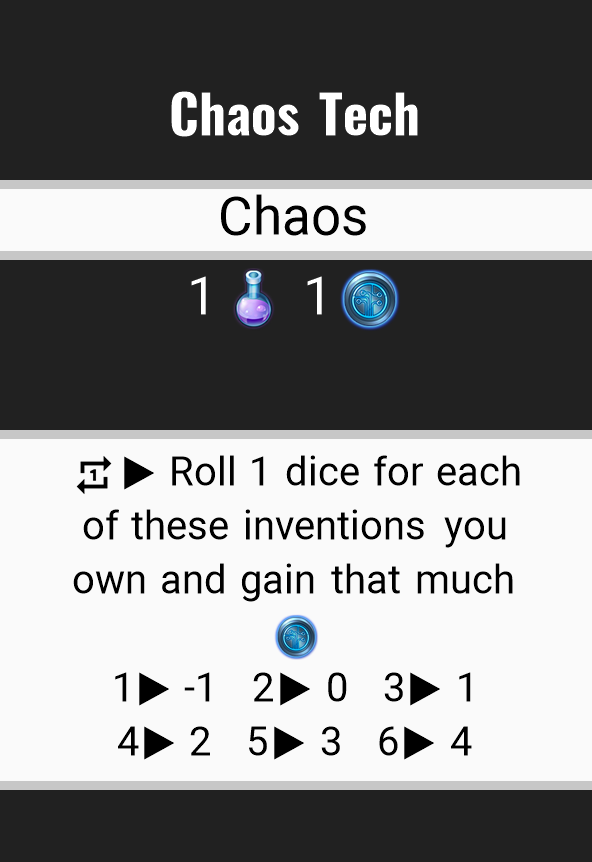 Chaos Tech
Chaos
1 1
1 ▶ Roll 1 dice for each
of these inventions you
own and gain that much
1▶ -1 2▶ 0 3▶ 1
4▶ 2 5▶ 3 6▶ 4